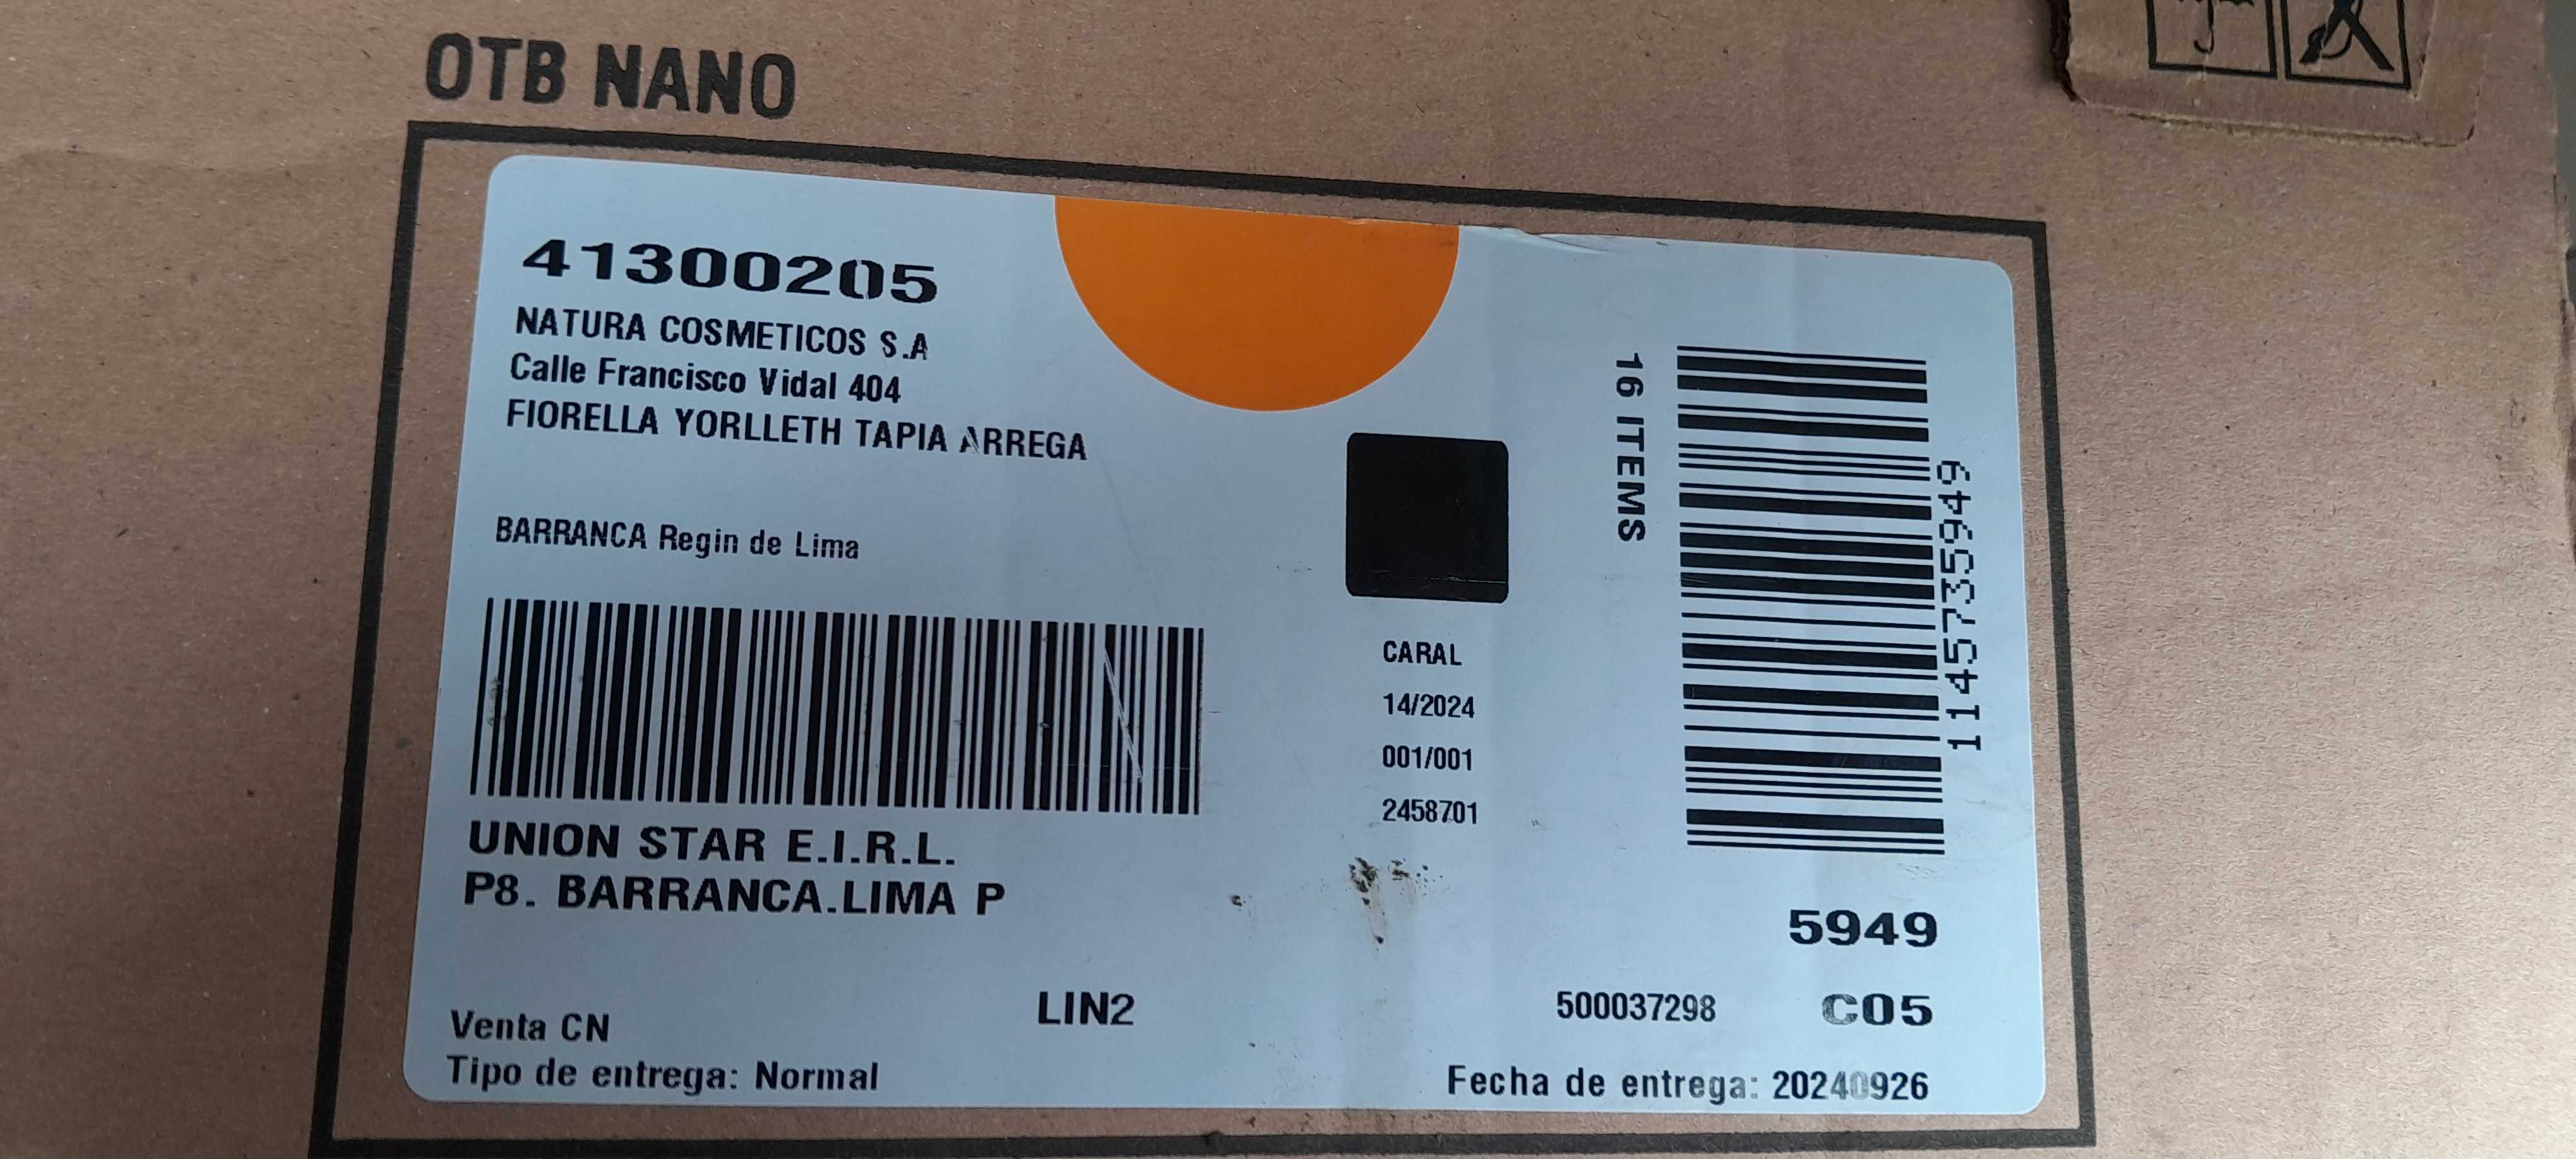 OTB NANO
41300205
NATURA COSMETICOS S.A
Calle Francisco Vidal 404
FIORELLA YORLLETH TAPIA ARREGA
BARRANCA Regin de Lima
UNION STAR E.I.R.L.
P8. BARRANCA.LIMA P
Venta CN
Tipo de entrega: Normal
LIN2
CARAL
14/2024
001/001
2458701
16 ITEMS
11457735949
5949
500037298 C05
Fecha de entrega: 20240926